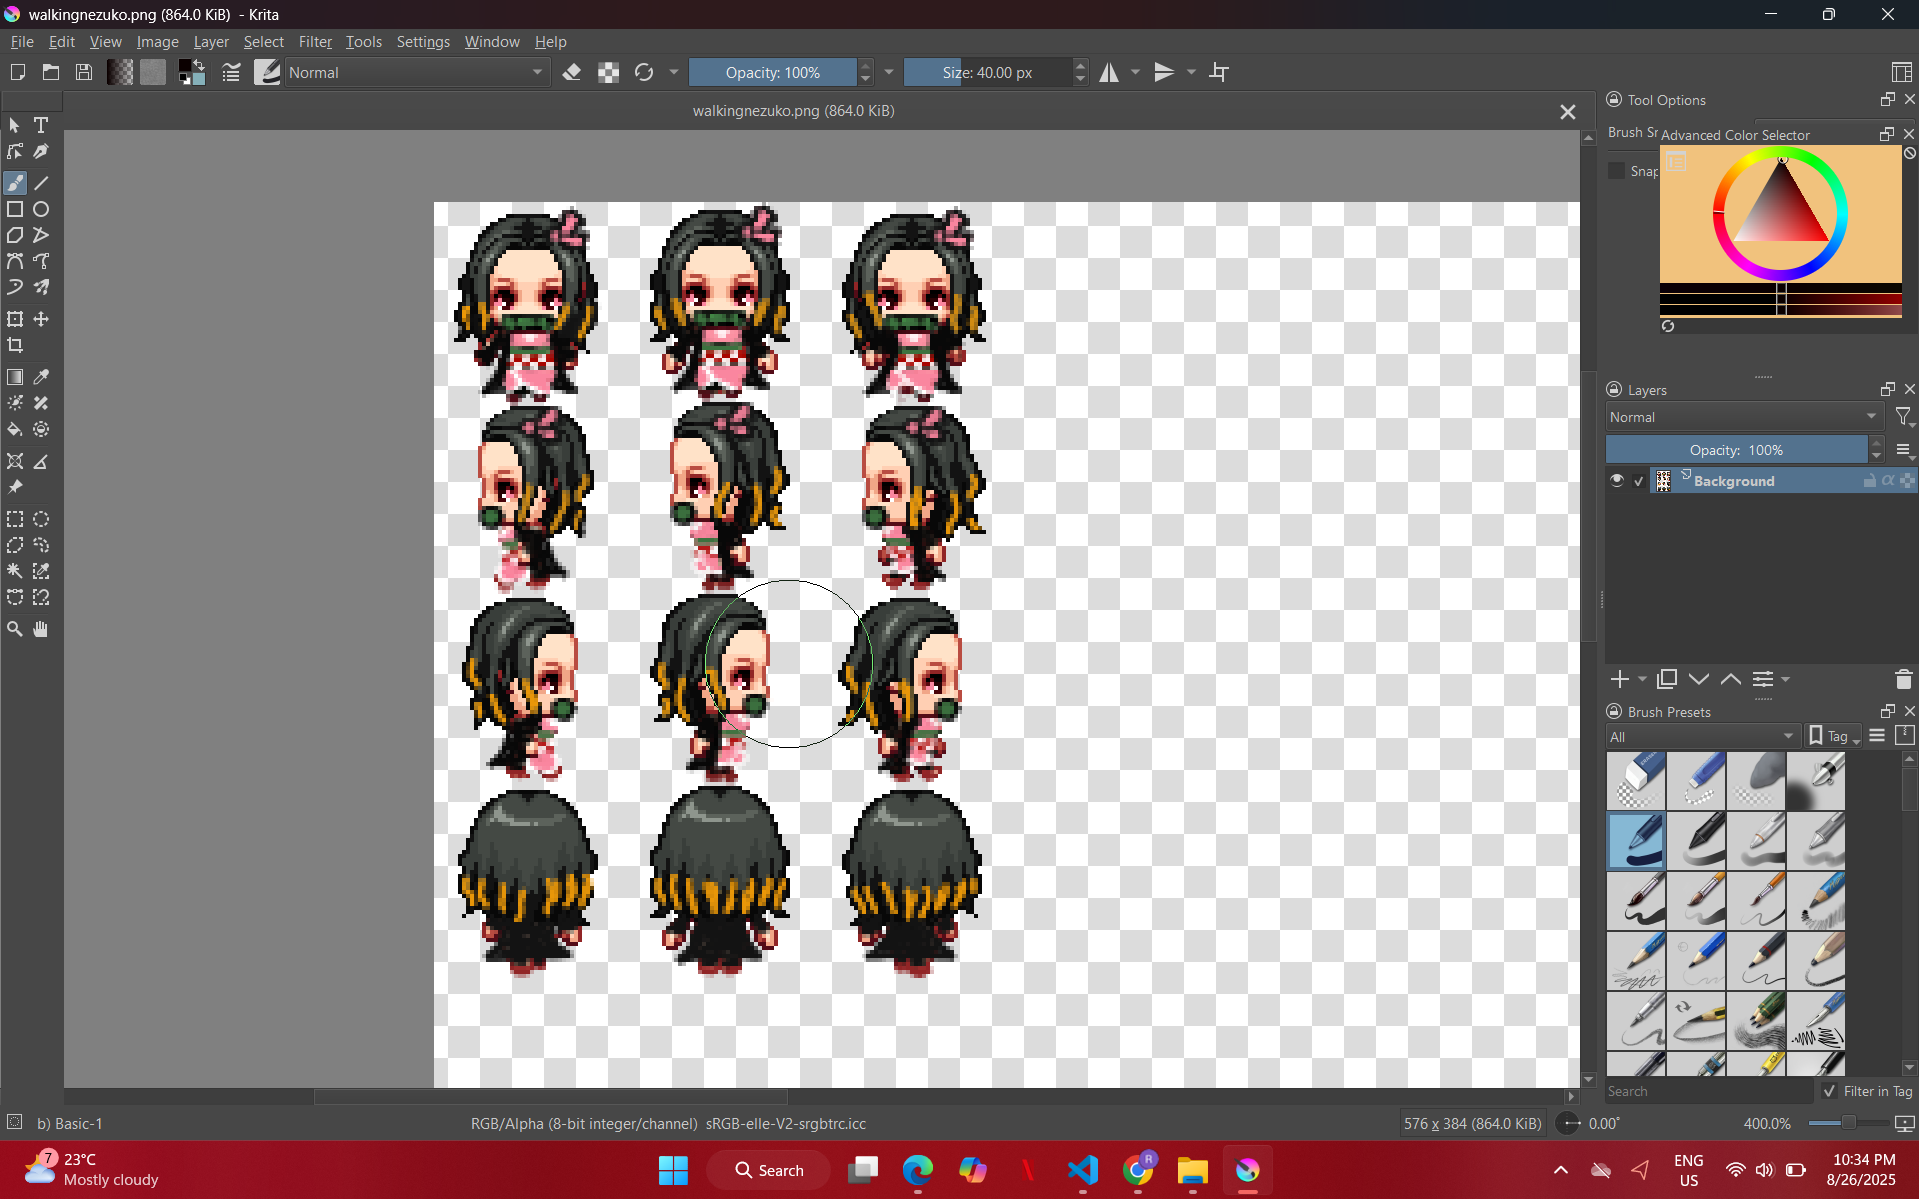 walkingnezuko.png (864.0 KiB)  - Krita
File Edit View Image Layer Select Filter Tools Settings Window Help
Normal
Opacity: 100%
Size: 40.00 px
walkingnezuko.png (864.0 KiB)
Tool Options
Brush Sr
Advanced Color Selector
Snap
Layers
Normal
Opacity:  100%
Background
Brush Presets
All
Tag
Search
Filter in Tag
b) Basic-1
RGB/Alpha (8-bit integer/channel)  sRGB-elle-V2-srgbtrc.icc
576 x 384 (864.0 KiB)
0.00°
400.0%
7
23°C
Mostly cloudy
Search
R
ENG
US
10:34 PM
8/26/2025